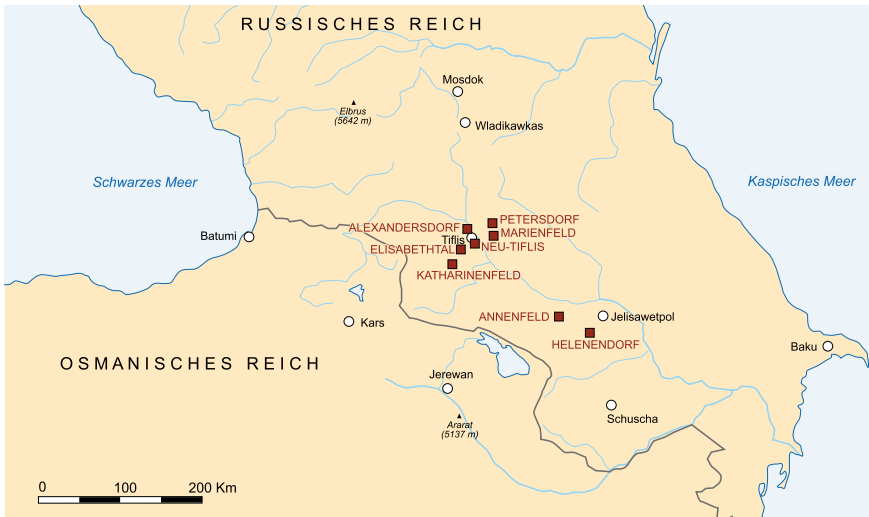 RUSSISCHES REICH
Mosdok
Elbrus
(5642 m)
Wladikawkas
Schwarzes Meer
Kaspisches Meer
PETERSDORF
ALEXANDERSDORF
MARIENFELD
Batumi
Tiflis
NEU-TIFLIS
ELISABETHTAL
KATHARINENFELD
ANNENFELD
Jelisawetpol
Kars
HELENENDORF
Baku
OSMANISCHES REICH
Jerewan
Schuscha
Ararat
(5137 m)
0 100 200 Km